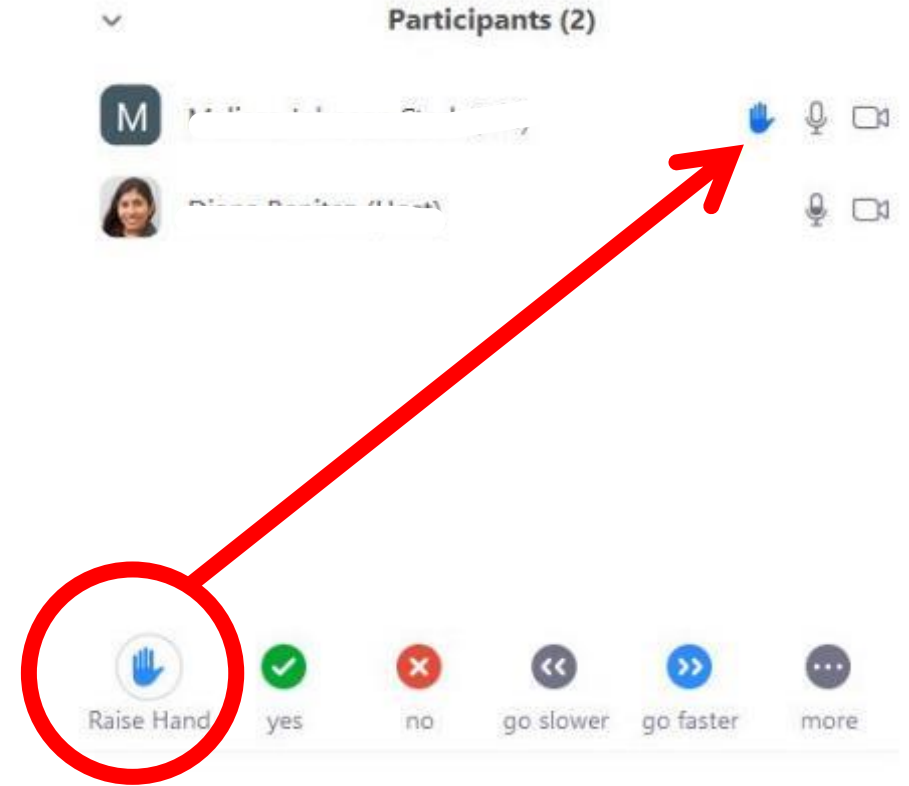 Participants (2)
M
Raise Hand
yes
no
go slower
go faster
more